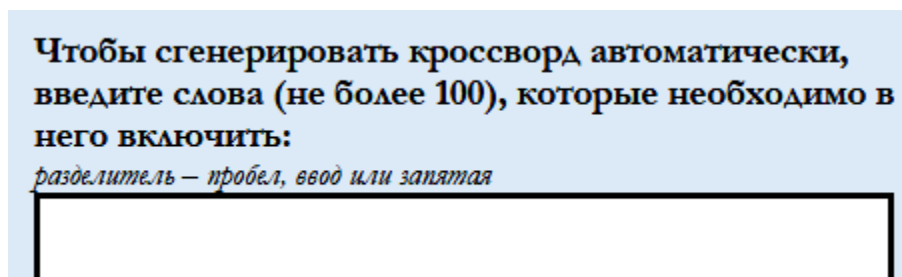 Чтобы сгенерировать кроссворд автоматически,
введите слова (не более 100), которые необходимо в
него включить:
разделитель – пробел, ввод или запятая